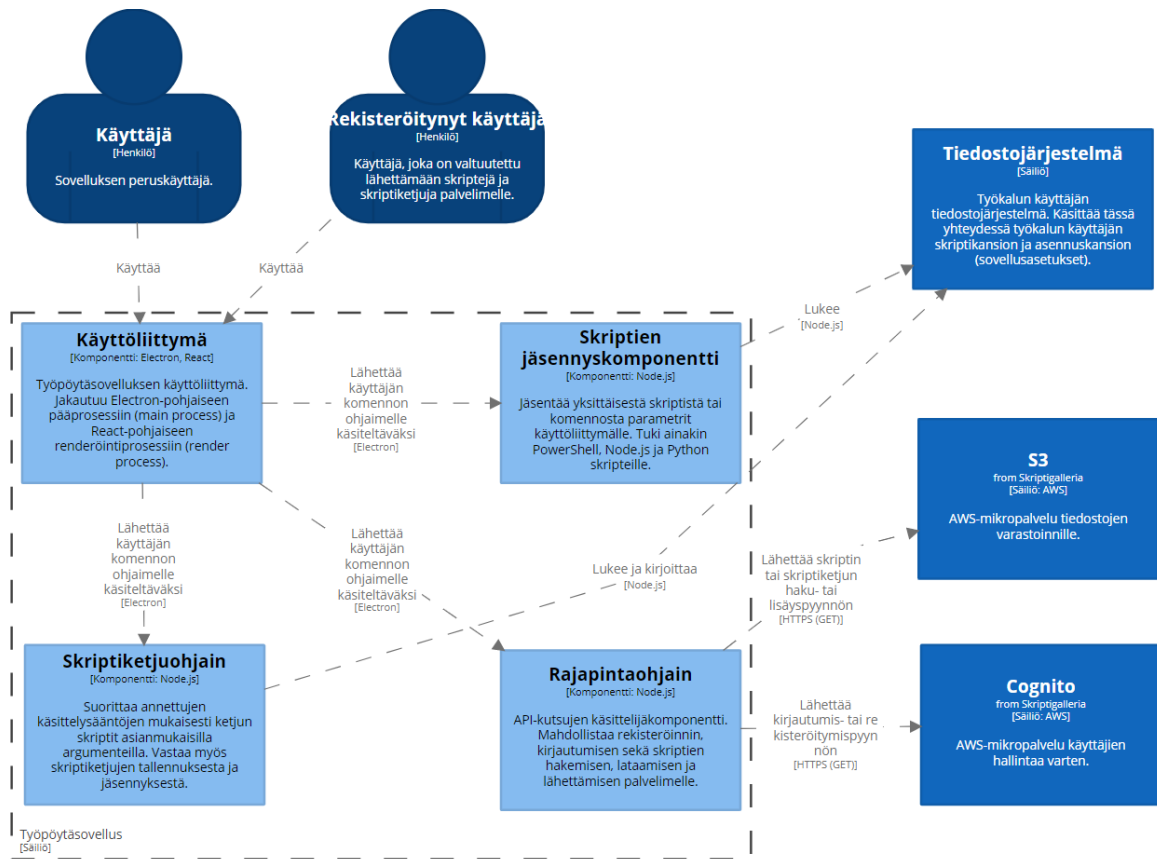 Käyttäjä
[Henkilö]
Sovelluksen peruskäyttäjä.
Rekisteröitynyt käyttäjä
[Henkilö]
Käyttäjä, joka on valtuutettu
lähettämään skriptejä ja
skriptiketjuja palvelimelle.
Tiedostojärjestelmä
[Säiliö]
Työkalun käyttäjän
tiedostojärjestelmä. Käsittää tässä
yhteydessä työkalun käyttäjän
skriptikansion ja asennuskansion
(sovellusasetukset).
Käyttää
Käyttää
Käyttöliittymä
[Komponentti: Electron, React]
Työpöytäsovelluksen käyttöliittymä.
Jakautuu Electron-pohjaiseen
pääprosessiin (main process) ja
React-pohjaiseen
renderöintiprosessiin (render
process).
Lähettää
käyttäjän
komennon
ohjaimelle
käsiteltäväksi
[Electron]
Skriptien
jäsennyskomponentti
[Komponentti: Node.js]
Jäsentää yksittäisestä skriptistä tai
komennosta parametrit
käyttöliittymälle. Tuki ainakin
PowerShell, Node.js ja Python
skripteille.
Lukee
[Node.js]
S3
from Skriptigalleria
[Säiliö: AWS]
AWS-mikropalvelu tiedostojen
varastoinnille.
Lähettää
käyttäjän
komennon
ohjaimelle
käsiteltäväksi
[Electron]
Lähettää
käyttäjän
komennon
ohjaimelle
käsiteltäväksi
[Electron]
Lukee ja kirjoittaa
[Node.js]
Lähettää skriptin
tai skriptiketjun
haku- tai
lisäyspyynnön
[HTTPS (GET)]
Skriptiketjuohjain
[Komponentti: Node.js]
Suorittaa annettujen
käsittelysääntöjen mukaisesti ketjun
skriptit asianmukaisilla
argumenteilla. Vastaa myös
skriptiketjujen tallennuksesta ja
jäsennyksestä.
Rajapintaohjain
[Komponentti: Node.js]
API-kutsujen käsittelijäkomponentti.
Mahdollistaa rekisteröinnin,
kirjautumisen sekä skriptien
hakemisen, lataamisen ja
lähettämisen palvelimelle.
Lähettää
kirjautumis- tai re
kisteröitymispyyn
nön
[HTTPS (GET)]
Cognito
from Skriptigalleria
[Säiliö: AWS]
AWS-mikropalvelu käyttäjien
hallintaa varten.
Työpöytäsovellus
[Säiliö]